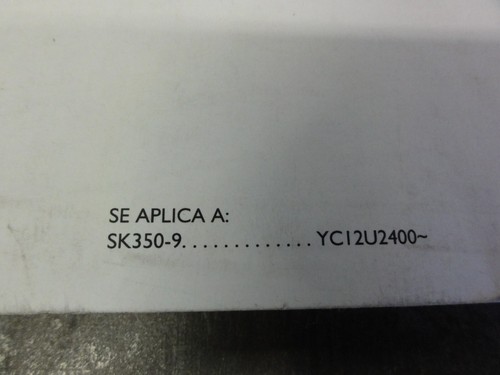 SE APLICA A:
SK350-9. . . . . . . . . . . . . YC12U2400~